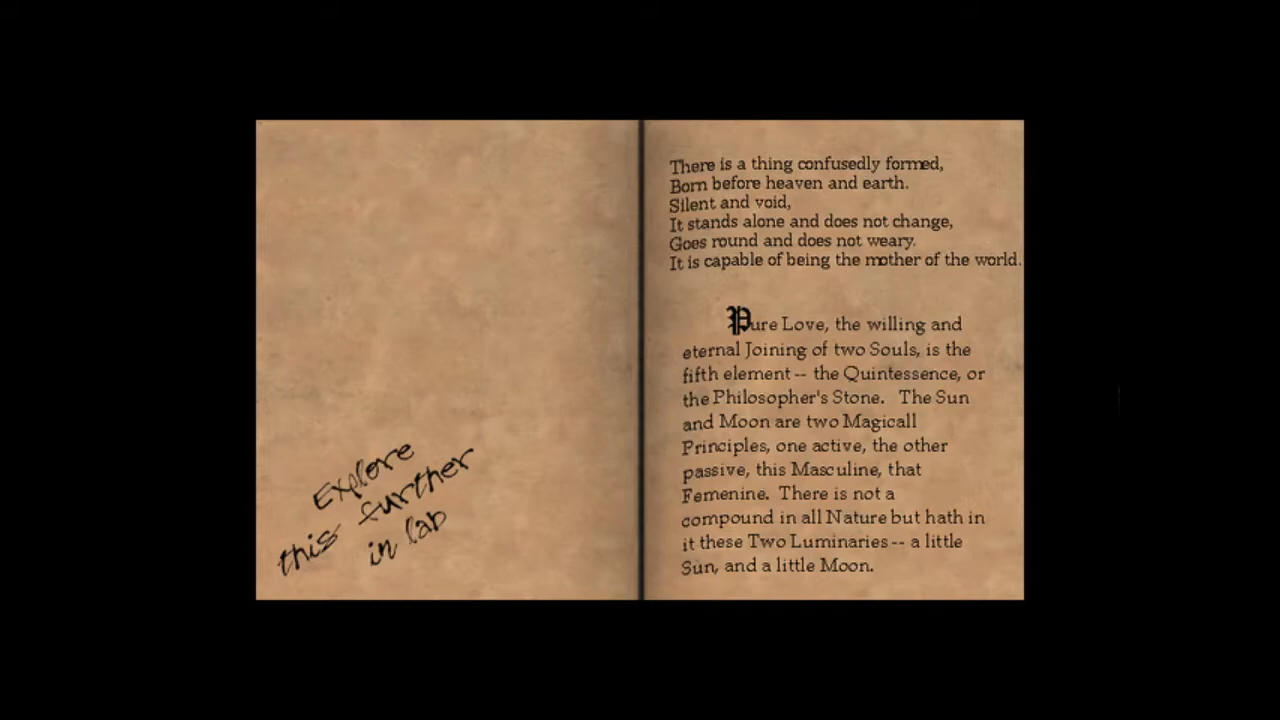 Explore
this further
in lab
There is a thing confusedly formed,
Born before heaven and earth.
Silent and void,
It stands alone and does not change,
Goes round and does not weary.
It is capable of being the mother of the world.
Pure Love, the willing and
eternal Joining of two Souls, is the
fifth element -- the Quintessence, or
the Philosopher's Stone. The Sun
and Moon are two Magicall
Principles, one active, the other
passive, this Masculine, that
Femenine. There is not a
compound in all Nature but hath in
it these Two Luminaries -- a little
Sun, and a little Moon.